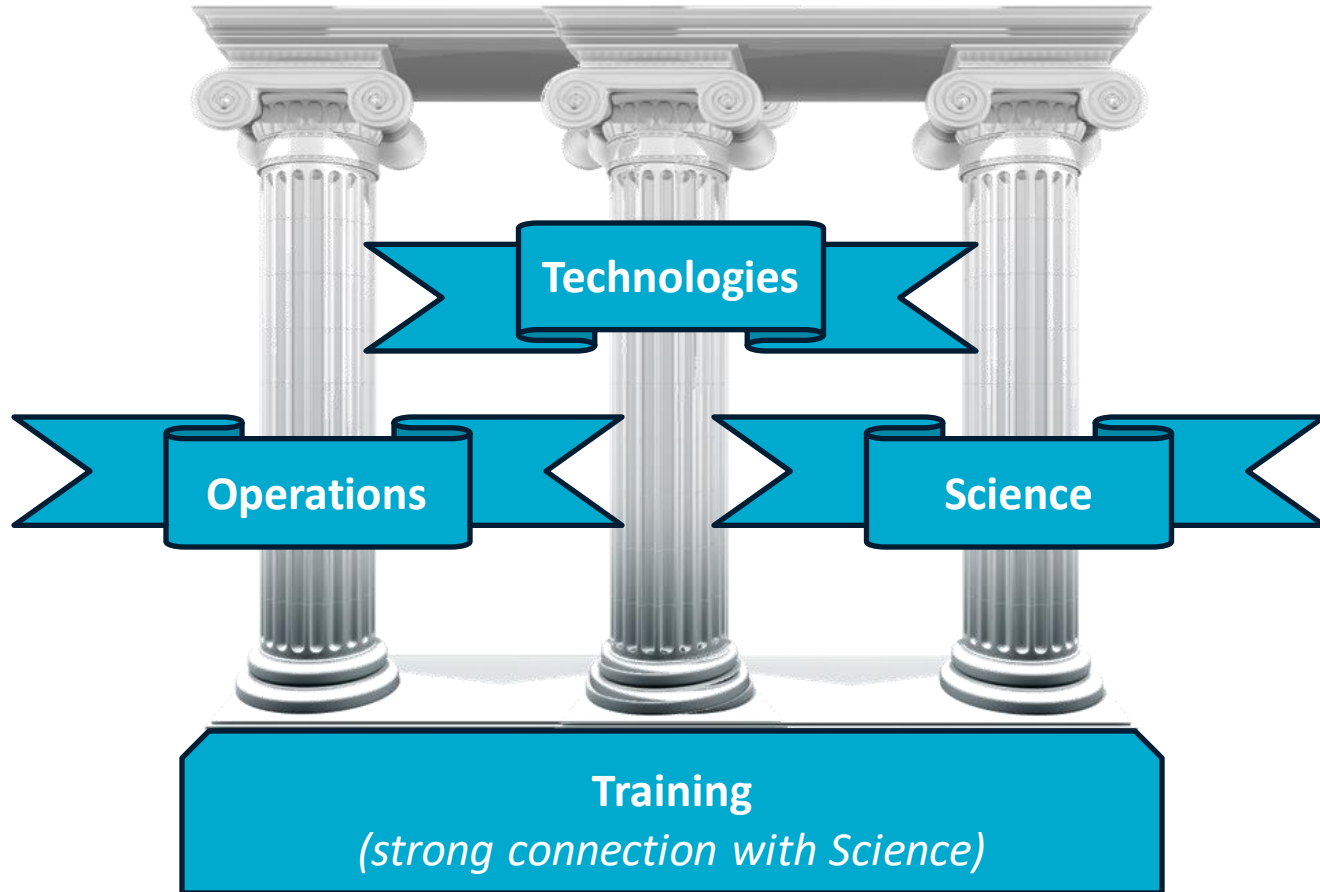 Technologies
Operations
Science
Training
(strong connection with Science)